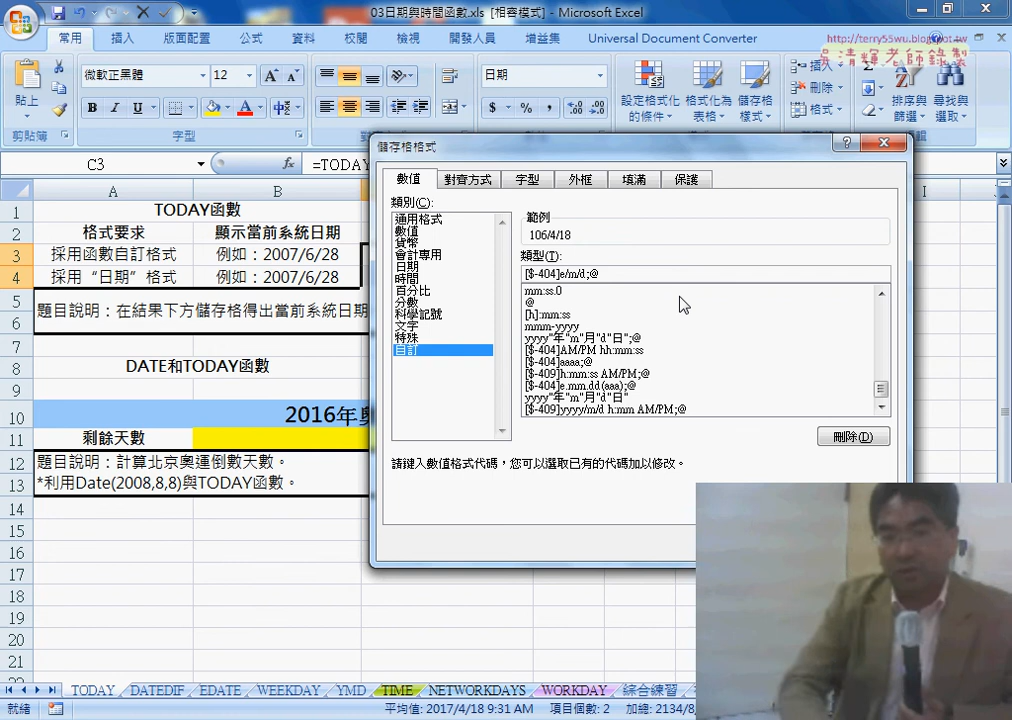 03日期與時間函數.xls [相容模式] - Microsoft Excel
常用 插入 版面配置 公式 資料 校閱 檢視 開發人員 增益集 Universal Document Converter
http://terry55wu.blogspot.tw
吳清輝老師錄製
貼上
微軟正黑體 12
B I U
日期
$ % ,
設定格式化的條件
格式化為表格
儲存格樣式
插入
刪除
格式
排序與篩選
尋找與選取
剪貼簿 字型
C3 fx =TODAY
A B I
1 TODAY函數
2 格式要求 顯示當前系統日期
3 採用函數自訂格式 例如：2007/6/28
4 採用“日期”格式 例如：2007/6/28
5
題目說明：在結果下方儲存格得出當前系統日期
6
7
8 DATE和TODAY函數
9
10 2016年奧
11 剩餘天數
12 題目說明：計算北京奧運倒數天數。
13 *利用Date(2008,8,8)與TODAY函數。
14
15
16
17
18
19
20
21
儲存格格式
數值 對齊方式 字型 外框 填滿 保護
類別(C):
通用格式
數值
貨幣
會計專用
日期
時間
百分比
分數
科學記號
文字
特殊
自訂
範例
106/4/18
類型(T):
[$-404]e/m/d;@
mm:ss.0
@
[h]:mm:ss
mmm-yyyy
yyyy"年"m"月"d"日";@
[$-404]AM/PM hh:mm:ss
[$-404]aaaa;@
[$-409]h:mm:ss AM/PM;@
[$-404]e.mm.dd(aaa);@
yyyy"年"m"月"d"日"
[$-409]yyyy/m/d h:mm AM/PM;@
刪除(D)
請鍵入數值格式代碼，您可以選取已有的代碼加以修改。
TODAY DATEDIF EDATE WEEKDAY YMD TIME NETWORKDAYS WORKDAY 綜合練習
就緒 平均值: 2017/4/18 9:31 AM 項目個數: 2 加總: 2134/8/